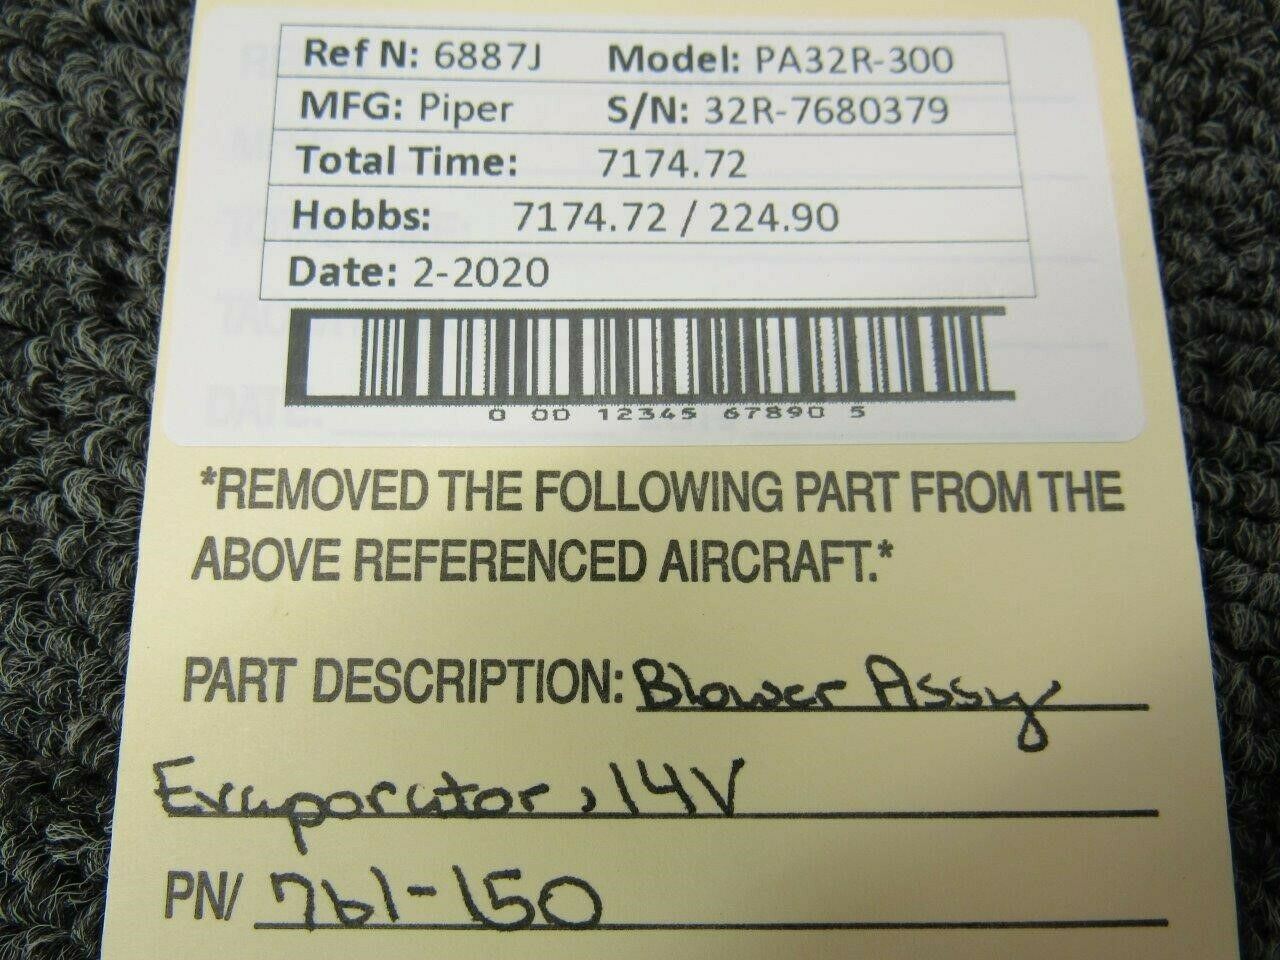 Ref N: 6887J Model: PA32R-300
MFG: Piper S/N: 32R-7680379
Total Time: 7174.72
Hobbs: 7174.72 / 224.90
Date: 2-2020
0 00 12345 67890 5
*REMOVED THE FOLLOWING PART FROM THE
ABOVE REFERENCED AIRCRAFT.*
PART DESCRIPTION: Blower Assy
Evaporator, 14V
PN/ 761-150